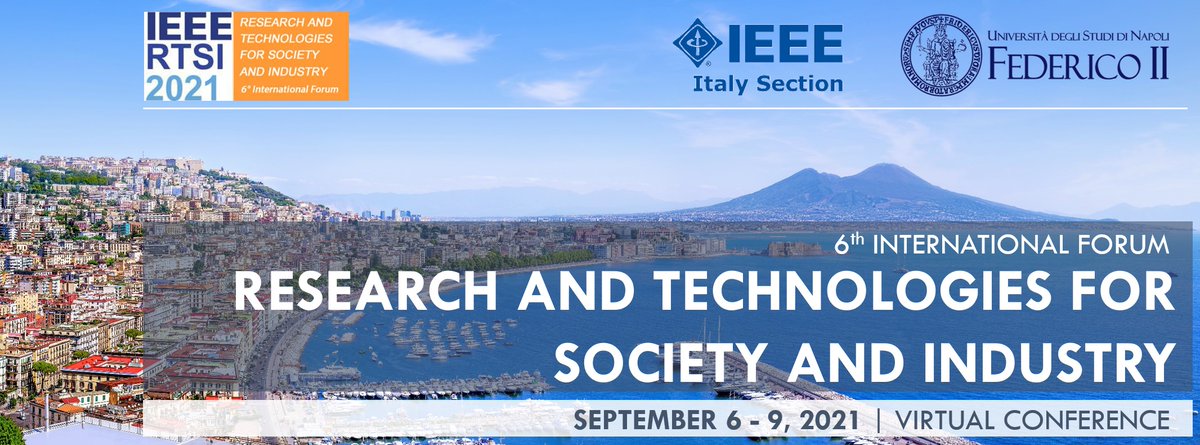 IEEE
RTSI
2021
RESEARCH AND
TECHNOLOGIES
FOR SOCIETY
AND INDUSTRY
6° International Forum
IEEE
Italy Section
UNIVERSITÀ DEGLI STUDI DI NAPOLI
FEDERICO II
6th INTERNATIONAL FORUM
RESEARCH AND TECHNOLOGIES FOR
SOCIETY AND INDUSTRY
SEPTEMBER 6 - 9, 2021 | VIRTUAL CONFERENCE